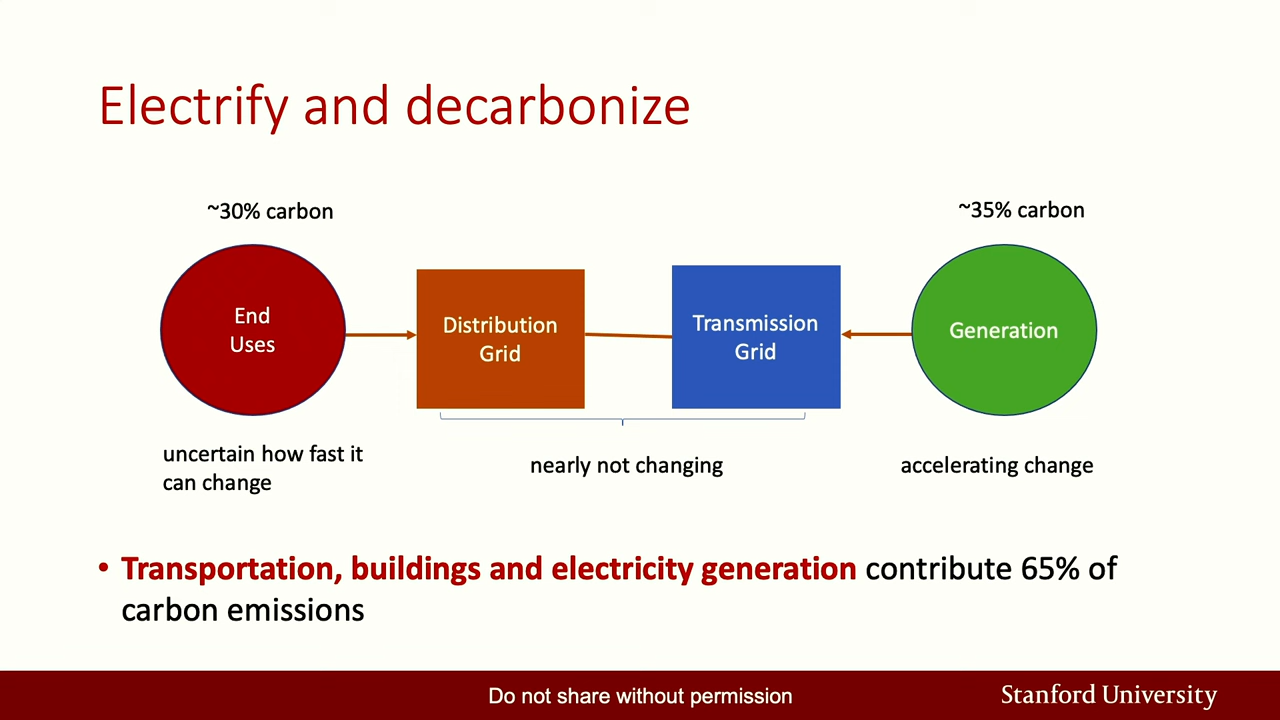 Electrify and decarbonize
~30% carbon
~35% carbon
End
Uses
Distribution
Grid
Transmission
Grid
Generation
uncertain how fast it
can change
nearly not changing
accelerating change
• Transportation, buildings and electricity generation contribute 65% of
carbon emissions
Do not share without permission
Stanford University